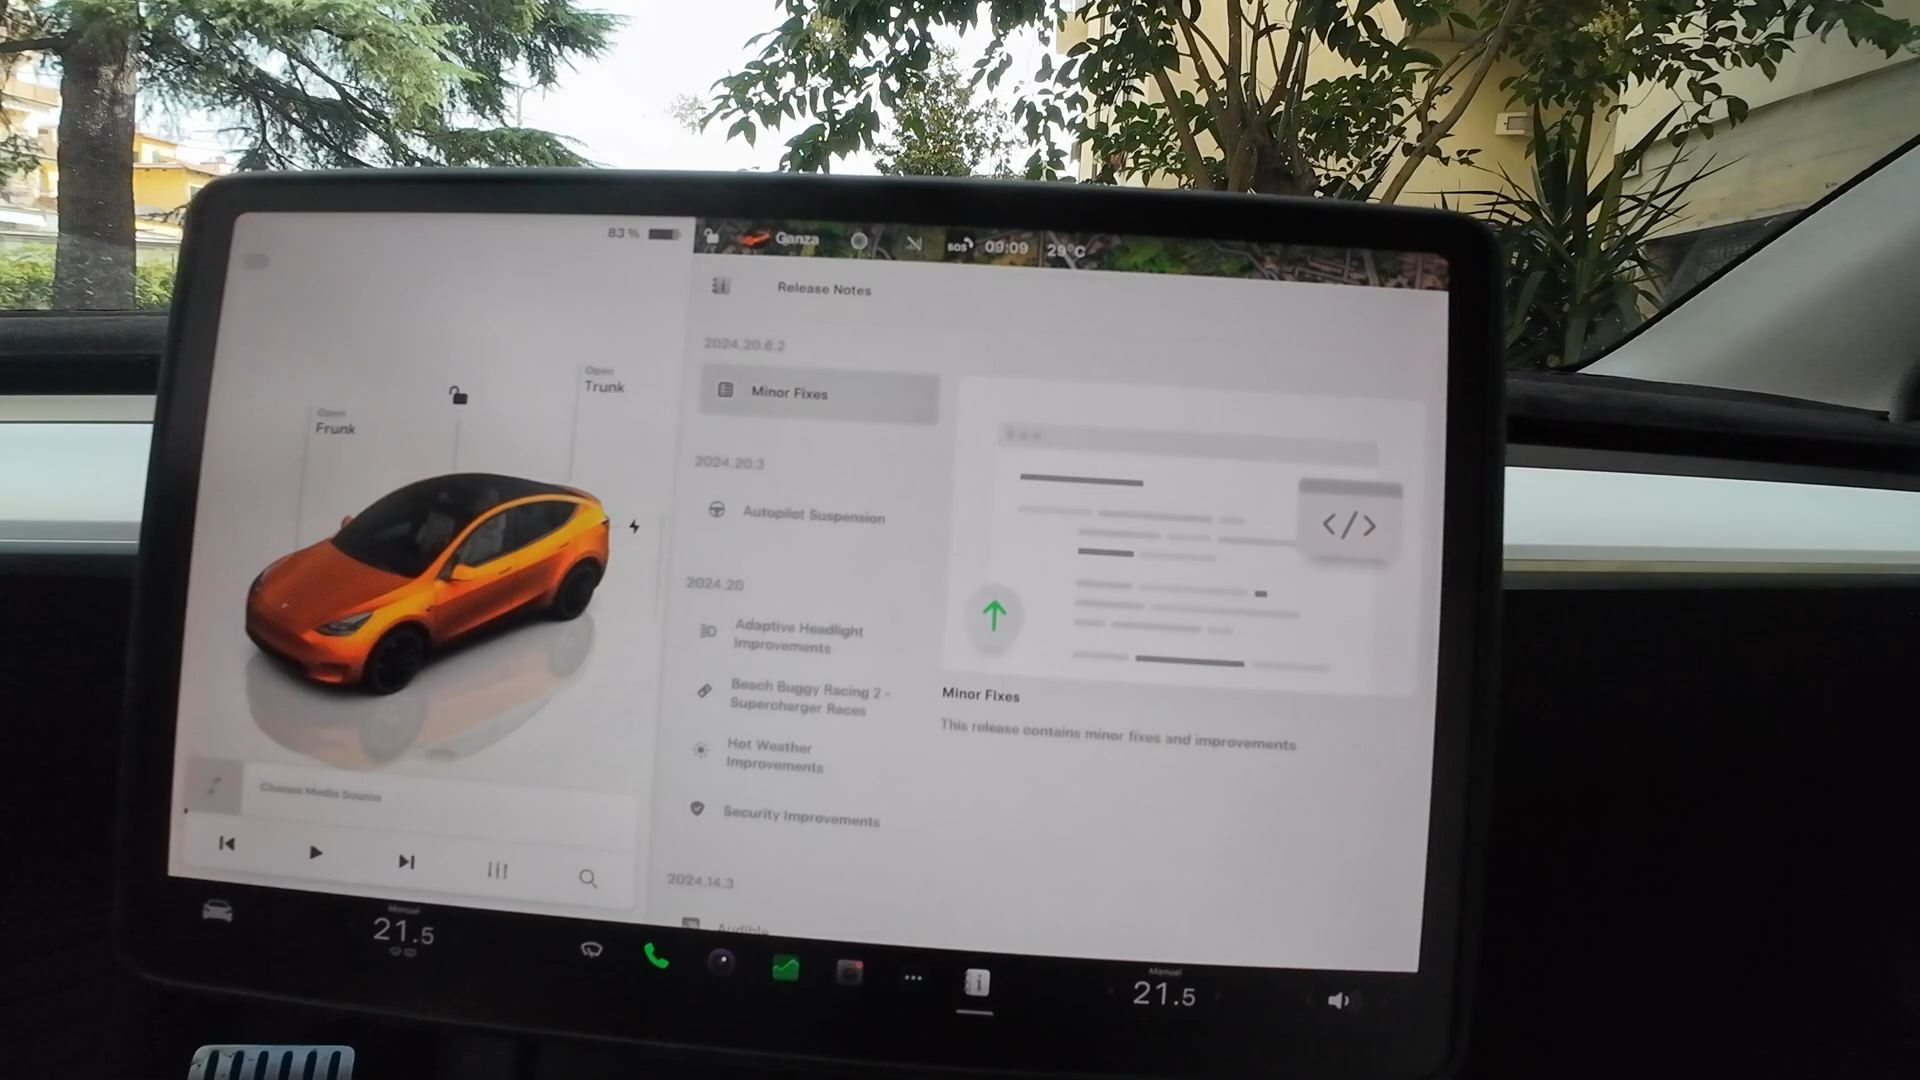 83 %
Ganza
sos
09:09
29°C
Release Notes
2024.20.6.2
Minor Fixes
2024.20.3
Autopilot Suspension
2024.20
Adaptive Headlight
Improvements
Beach Buggy Racing 2 -
Supercharger Races
Hot Weather
Improvements
Security Improvements
2024.14.3
Audible
Minor Fixes
This release contains minor fixes and improvements
Open
Trunk
Open
Frunk
Choose Media Source
Manual
21.5
Manual
21.5